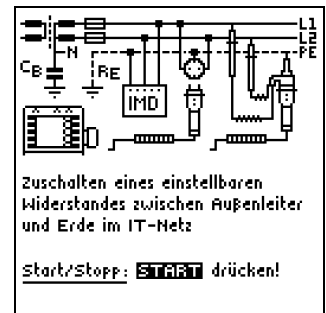 L1
L2
PE
N
CB
RE
IMD
Zuschalten eines einstellbaren
Widerstandes zwischen Außenleiter
und Erde im IT-Netz
Start/Stopp: START drücken!